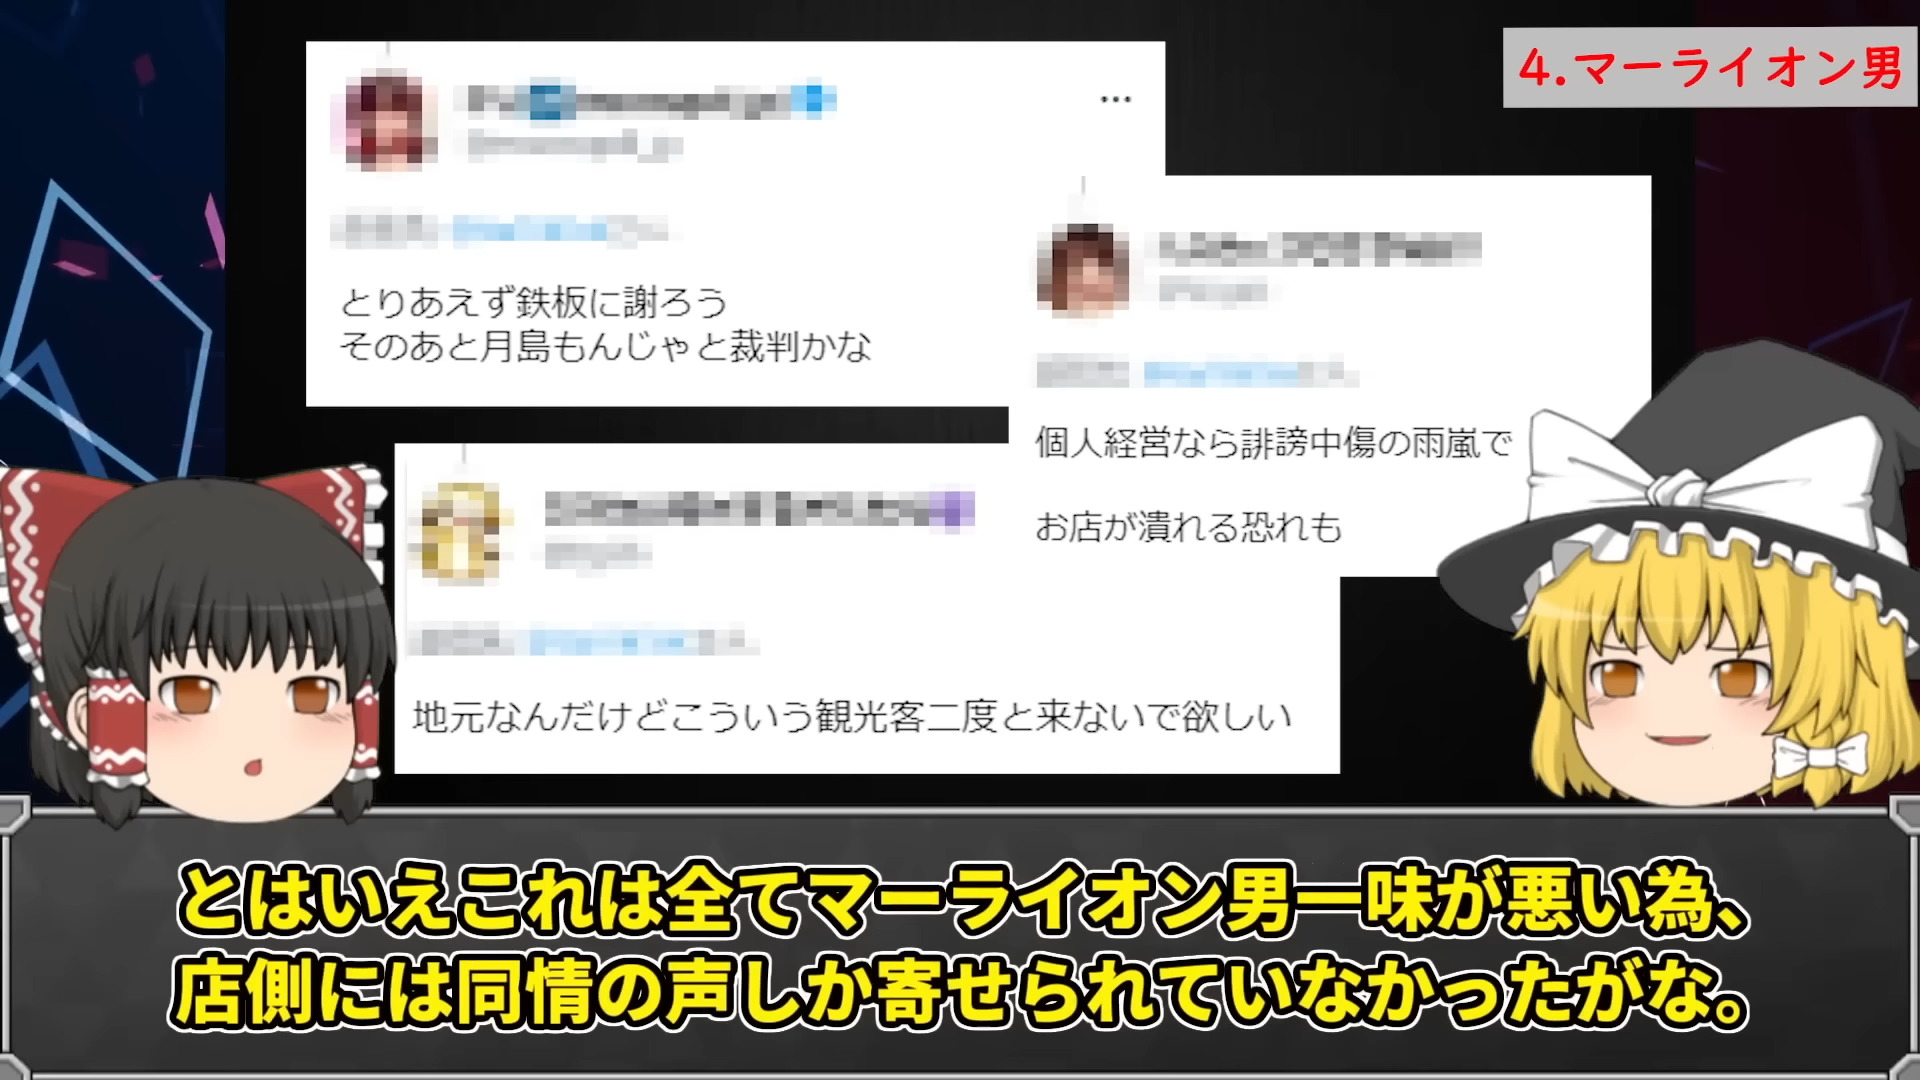 4.マーライオン男
とりあえず鉄板に謝ろう
そのあと月島もんじゃと裁判かな
個人経営なら誹謗中傷の雨嵐で
お店が潰れる恐れも
地元なんだけどこういう観光客二度と来ないで欲しい
とはいえこれは全てマーライオン男一味が悪い為、
店側には同情の声しか寄せられていなかったがな。